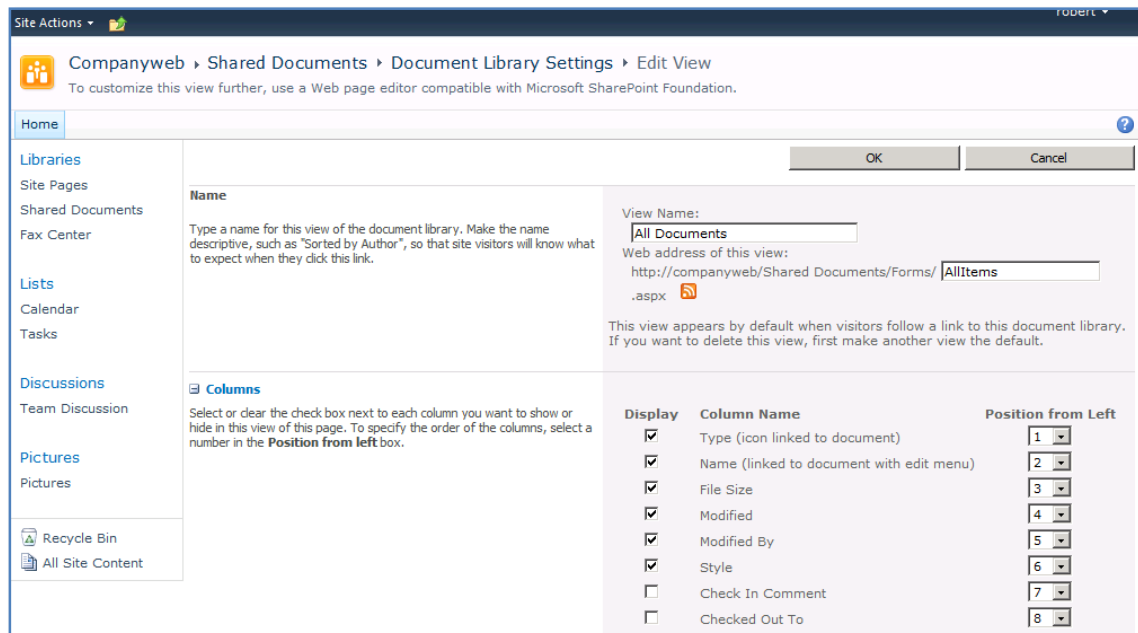 robert
Site Actions
Companyweb Shared Documents Document Library Settings Edit View
To customize this view further, use a Web page editor compatible with Microsoft SharePoint Foundation.
Home
Libraries
Site Pages
Shared Documents
Fax Center
Lists
Calendar
Tasks
Discussions
Team Discussion
Pictures
Pictures
Recycle Bin
All Site Content
OK Cancel
Name
Type a name for this view of the document library. Make the name
descriptive, such as "Sorted by Author", so that site visitors will know what
to expect when they click this link.
View Name:
All Documents
Web address of this view:
http://companyweb/Shared Documents/Forms/ AllItems
.aspx
This view appears by default when visitors follow a link to this document library.
If you want to delete this view, first make another view the default.
Columns
Select or clear the check box next to each column you want to show or
hide in this view of this page. To specify the order of the columns, select a
number in the Position from left box.
Display Column Name Position from Left
Type (icon linked to document) 1
Name (linked to document with edit menu) 2
File Size 3
Modified 4
Modified By 5
Style 6
Check In Comment 7
Checked Out To 8